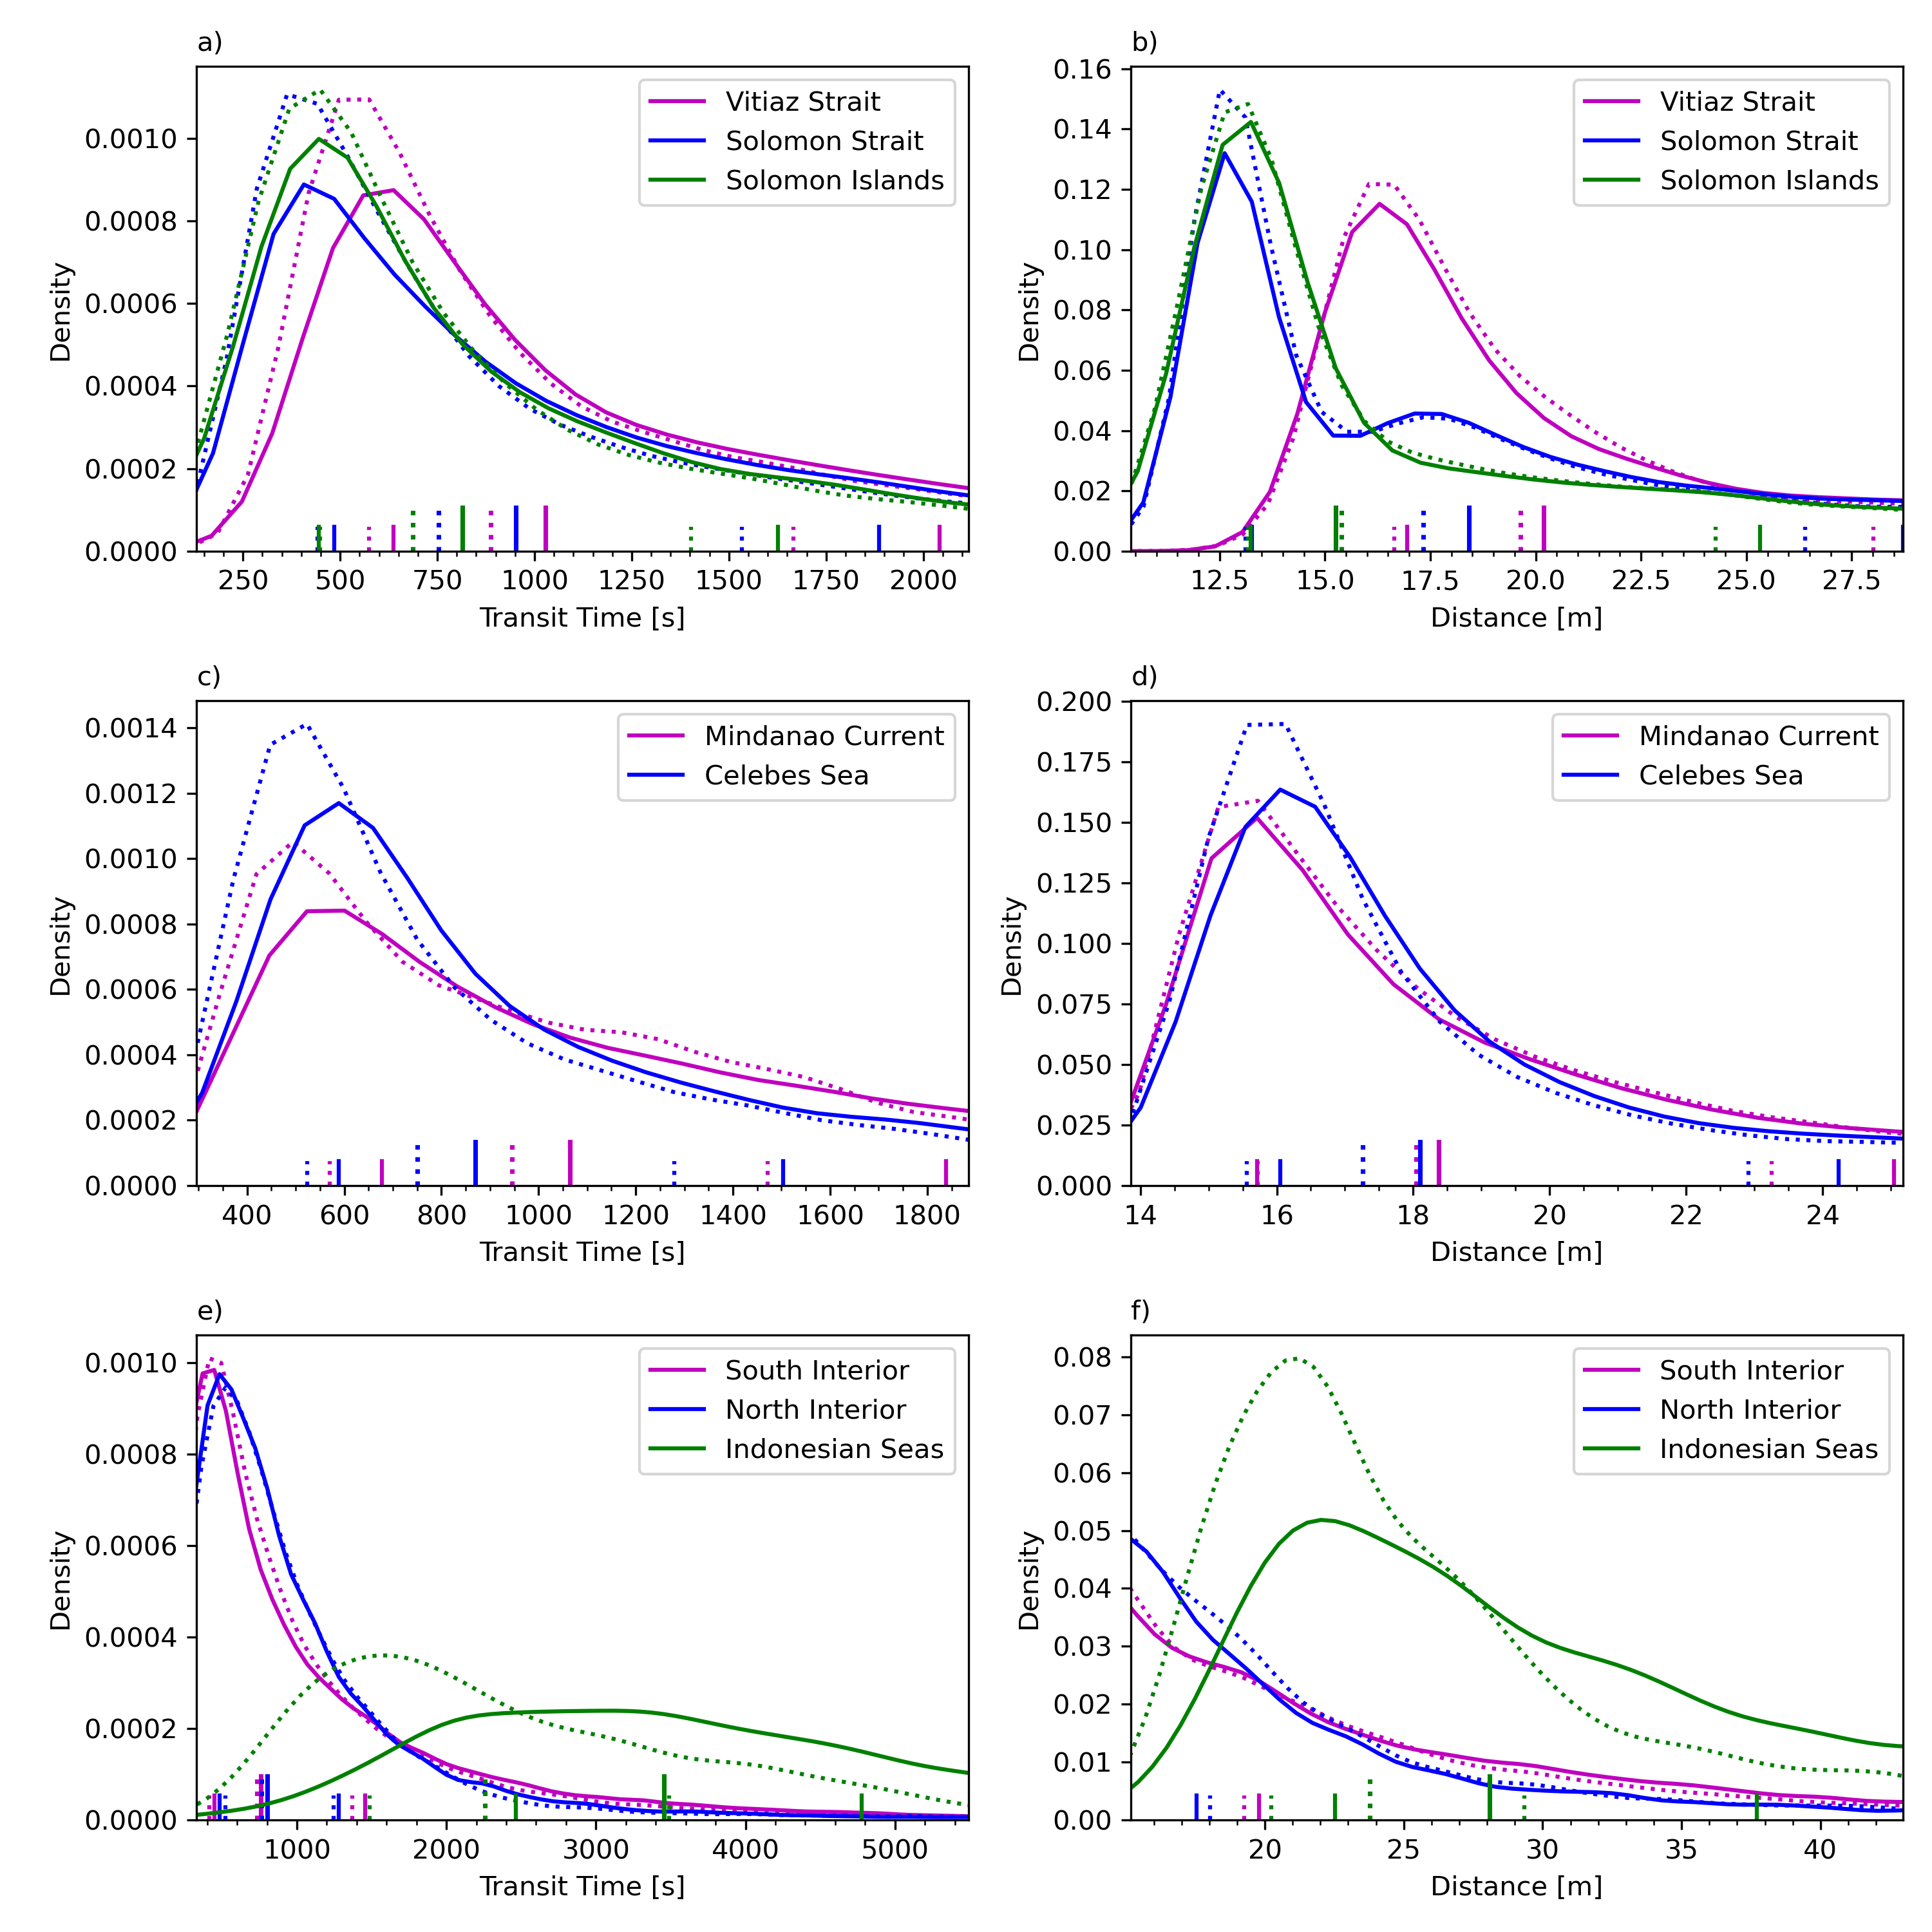 a)
Density
0.0010
0.0008
0.0006
0.0004
0.0002
0.0000
Vitiaz Strait
Solomon Strait
Solomon Islands
250 500 750 1000 1250 1500 1750 2000
Transit Time [s]
b)
Density
0.16
0.14
0.12
0.10
0.08
0.06
0.04
0.02
0.00
Vitiaz Strait
Solomon Strait
Solomon Islands
12.5 15.0 17.5 20.0 22.5 25.0 27.5
Distance [m]
c)
Density
0.0014
0.0012
0.0010
0.0008
0.0006
0.0004
0.0002
0.0000
Mindanao Current
Celebes Sea
400 600 800 1000 1200 1400 1600 1800
Transit Time [s]
d)
Density
0.200
0.175
0.150
0.125
0.100
0.075
0.050
0.025
0.000
Mindanao Current
Celebes Sea
14 16 18 20 22 24
Distance [m]
e)
Density
0.0010
0.0008
0.0006
0.0004
0.0002
0.0000
South Interior
North Interior
Indonesian Seas
1000 2000 3000 4000 5000
Transit Time [s]
f)
Density
0.08
0.07
0.06
0.05
0.04
0.03
0.02
0.01
0.00
South Interior
North Interior
Indonesian Seas
20 25 30 35 40
Distance [m]